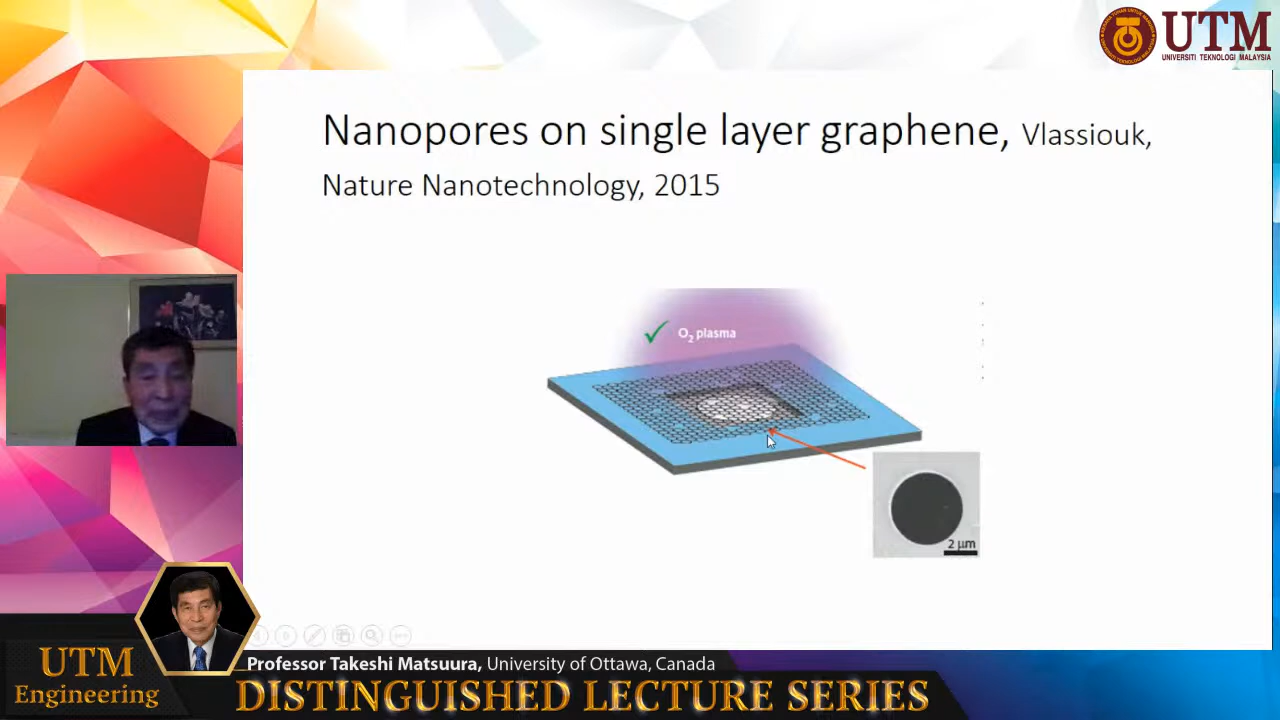 UTM
UNIVERSITI TEKNOLOGI MALAYSIA
Nanopores on single layer graphene, Vlassiouk,
Nature Nanotechnology, 2015
O2 plasma
2 μm
UTM
Engineering
Professor Takeshi Matsuura, University of Ottawa, Canada
DISTINGUISHED LECTURE SERIES